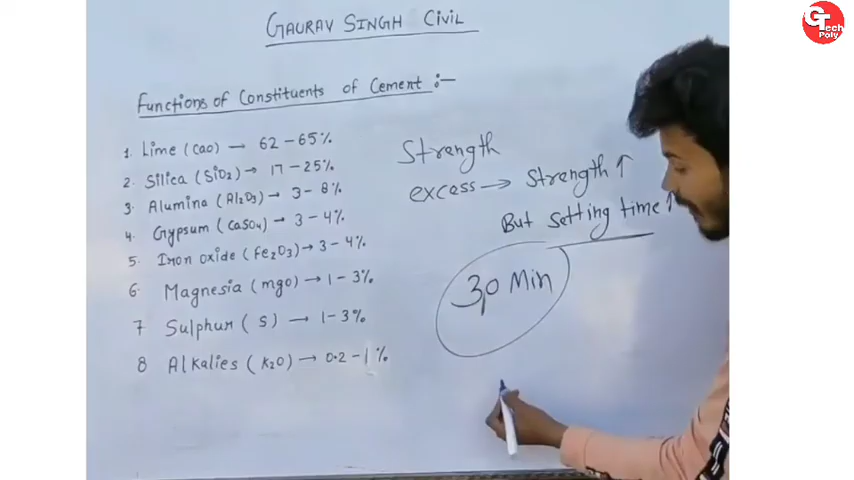 GAURAV SINGH CIVIL
GTech
Poly
Functions of Constituents of Cement :-
1. Lime (CaO) → 62-65%
2. Silica (SiO₂) → 17-25%
3. Alumina (Al₂O₃) → 3-8%
4. Gypsum (CaSO₄) → 3-4%
5. Iron oxide (Fe₂O₃) → 3-4%
6. Magnesia (mgo) → 1-3%
7 Sulphur (S) → 1-3%
8 Alkalies (K₂O) → 0.2-1%
Strength
excess → Strength ↑
But setting time ↑
30 Min